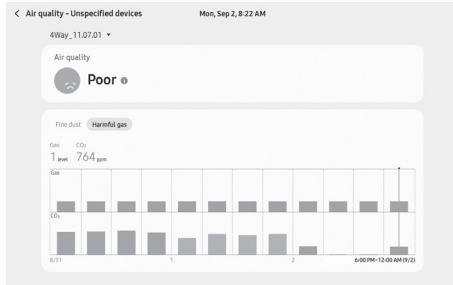 < Air quality - Unspecified devices
Mon, Sep 2, 8:22 AM
4Way_11.07.01
Air quality
Poor
Fine dust Harmful gas
Gas CO₂
1 level 764 ppm
Gas
CO₂
8/31 1 2 6:00 PM~12:00 AM (9/2)